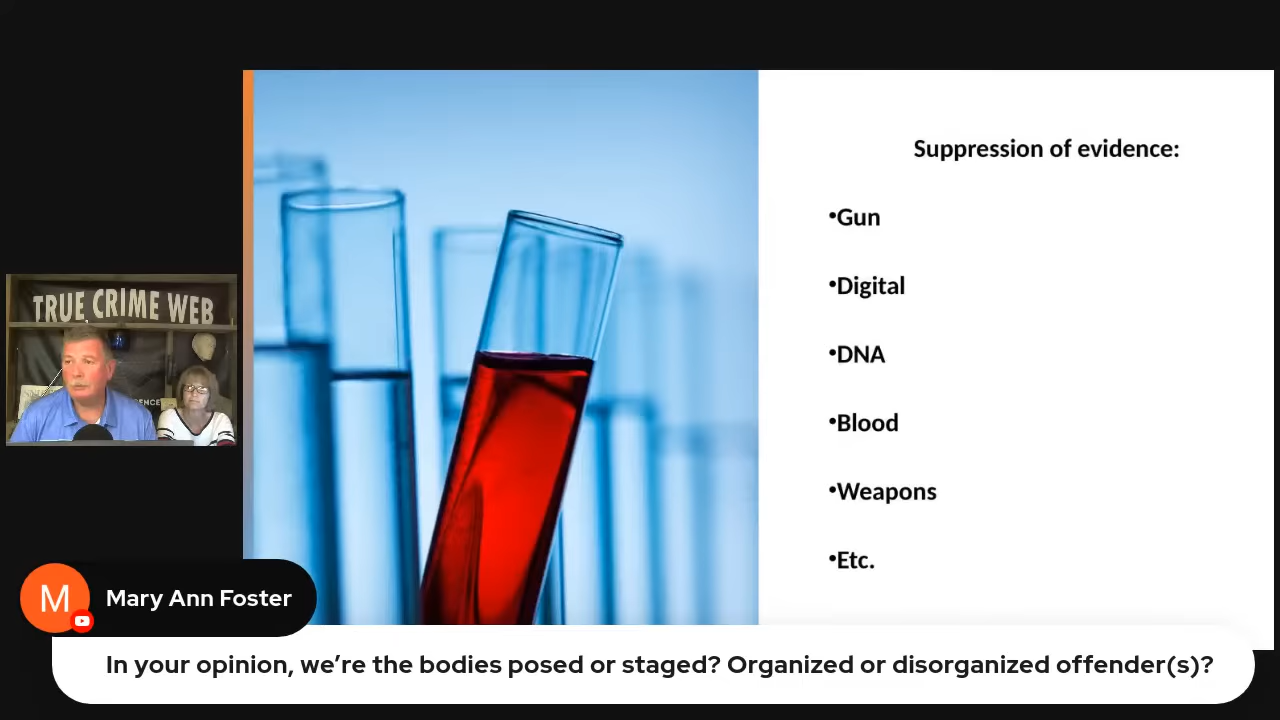 Suppression of evidence:
•Gun
•Digital
•DNA
•Blood
•Weapons
•Etc.
TRUE CRIME WEB
M
Mary Ann Foster
In your opinion, we’re the bodies posed or staged? Organized or disorganized offender(s)?